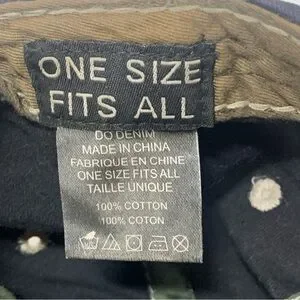 ONE SIZE
FITS ALL
DO DENIM
MADE IN CHINA
FABRIQUE EN CHINE
ONE SIZE FITS ALL
TAILLE UNIQUE
100% COTTON
100% COTON